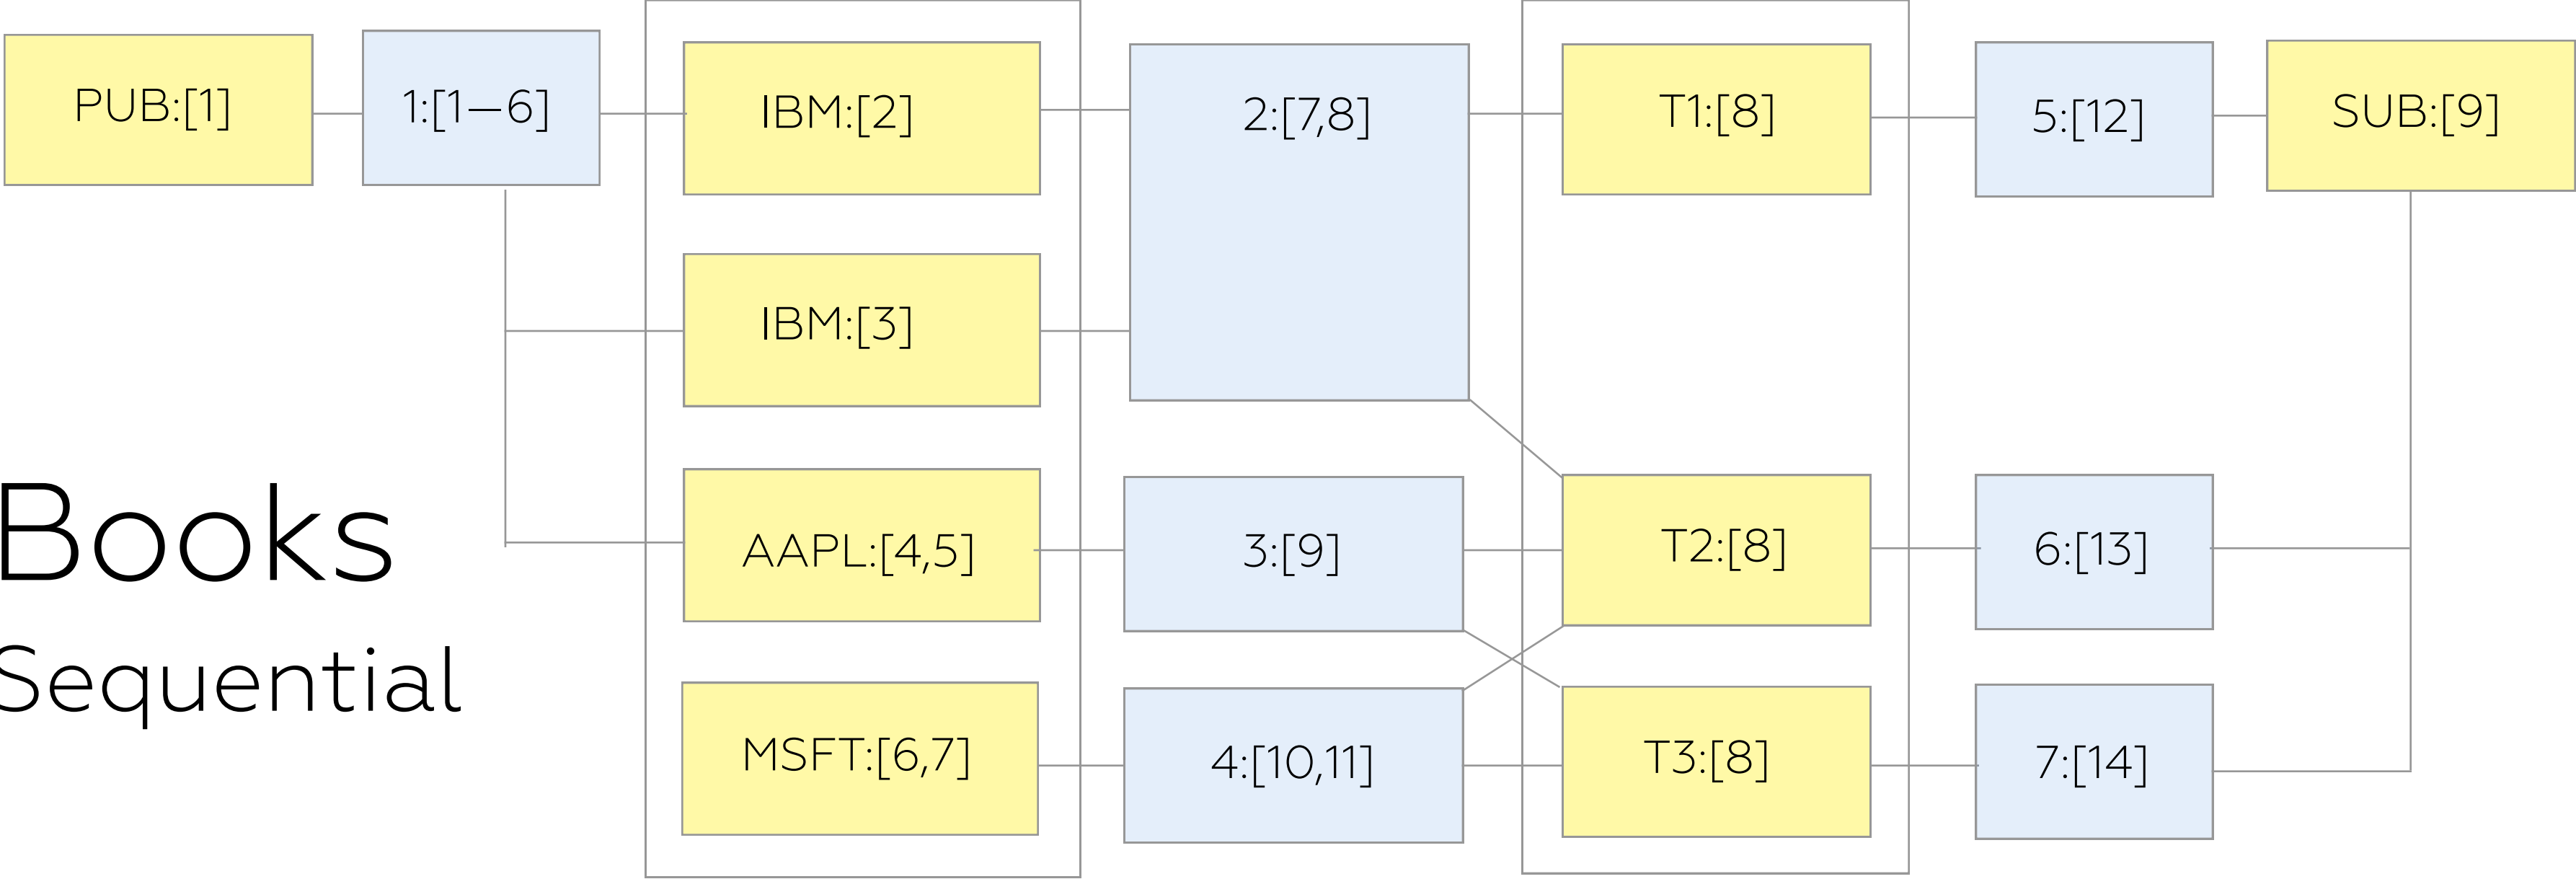 PUB:[1]
1:[1—6]
IBM:[2]
2:[7,8]
T1:[8]
5:[12]
SUB:[9]
IBM:[3]
AAPL:[4,5]
3:[9]
T2:[8]
6:[13]
MSFT:[6,7]
4:[10,11]
T3:[8]
7:[14]
Books
Sequential